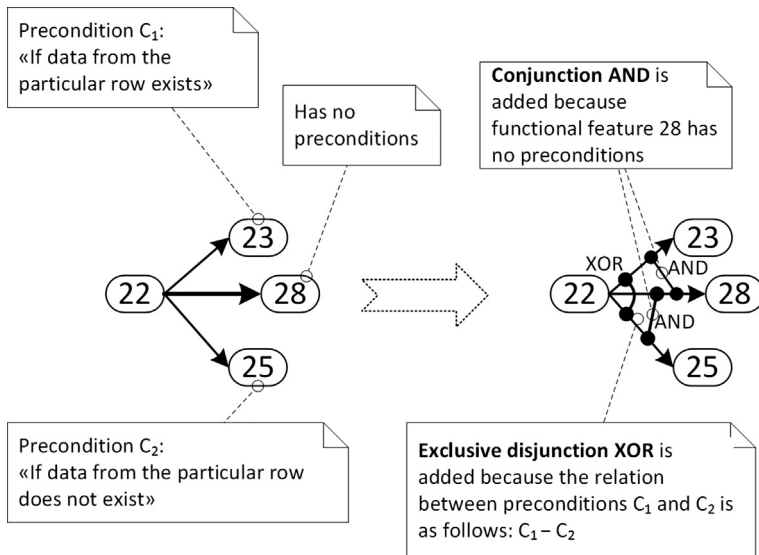 Precondition C₁:
«If data from the
particular row exists»
Has no
preconditions
Conjunction AND is
added because
functional feature 28 has
no preconditions
23
22
28
25
XOR
23
AND
22
28
AND
25
Precondition C₂:
«If data from the particular row
does not exist»
Exclusive disjunction XOR is
added because the relation
between preconditions C₁ and C₂ is
as follows: C₁ – C₂